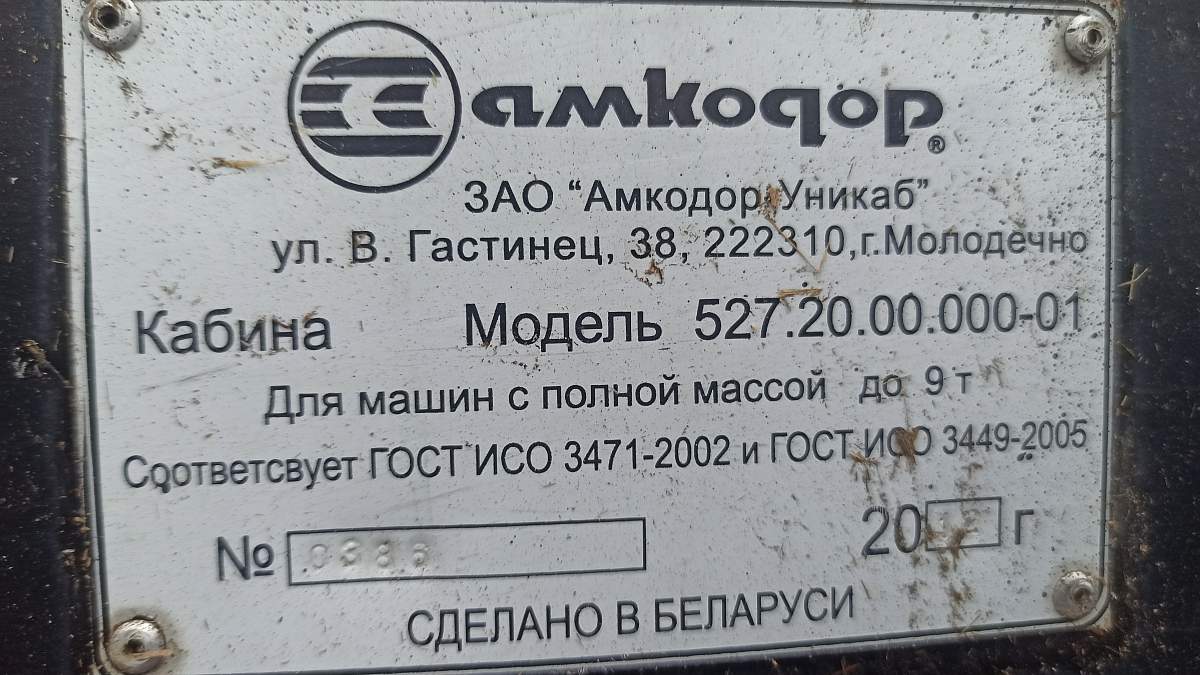 амкодор®
ЗАО “Амкодор Уникаб”
ул. В. Гастинец, 38, 222310, г.Молодечно
Кабина Модель 527.20.00.000-01
Для машин с полной массой до 9 т
Соответсвует ГОСТ ИСО 3471-2002 и ГОСТ ИСО 3449-2005
№ 20 г
СДЕЛАНО В БЕЛАРУСИ